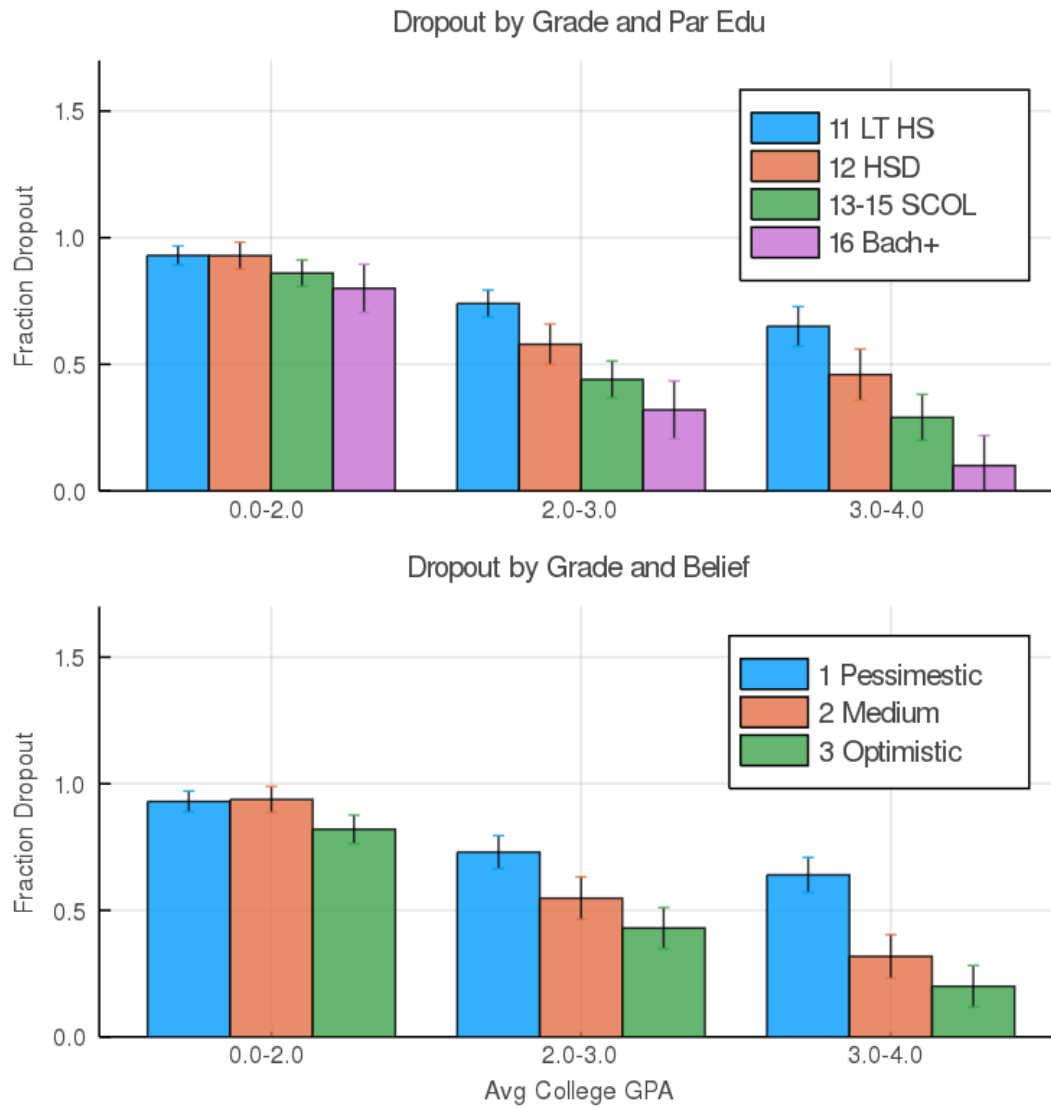 Dropout by Grade and Par Edu
Fraction Dropout
1.5
1.0
0.5
0.0
11 LT HS
12 HSD
13-15 SCOL
16 Bach+
0.0-2.0
2.0-3.0
3.0-4.0
Dropout by Grade and Belief
Fraction Dropout
1.5
1.0
0.5
0.0
1 Pessimestic
2 Medium
3 Optimistic
0.0-2.0
2.0-3.0
3.0-4.0
Avg College GPA